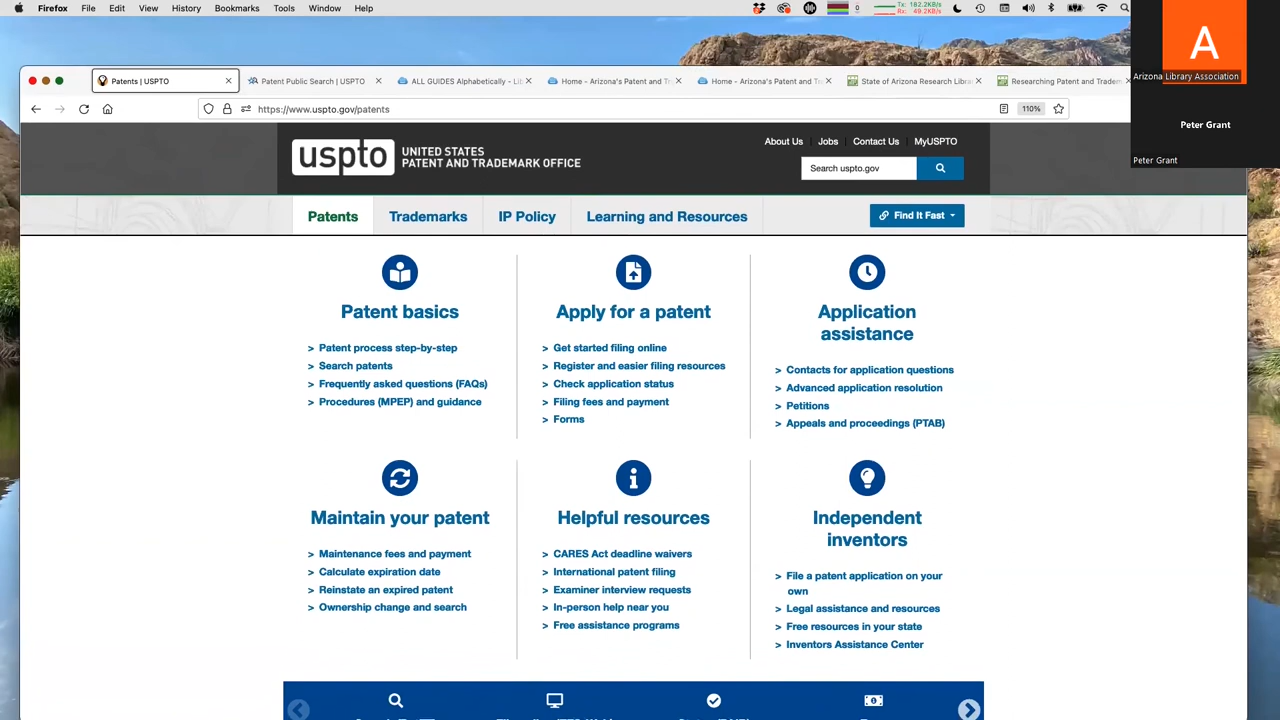 Firefox File Edit View History Bookmarks Tools Window Help
Tx: 182.2KB/s
Rx: 49.2KB/s
A
Arizona Library Association
Peter Grant
Peter Grant
Patents | USPTO
Patent Public Search | USPTO
ALL GUIDES Alphabetically - Li
Home - Arizona's Patent and Tr
Home - Arizona's Patent and Tr
State of Arizona Research Libra
Researching Patent and Tradem
https://www.uspto.gov/patents
110%
About Us Jobs Contact Us MyUSPTO
uspto UNITED STATES
PATENT AND TRADEMARK OFFICE
Search uspto.gov
Patents Trademarks IP Policy Learning and Resources Find It Fast
Patent basics
> Patent process step-by-step
> Search patents
> Frequently asked questions (FAQs)
> Procedures (MPEP) and guidance
Apply for a patent
> Get started filing online
> Register and easier filing resources
> Check application status
> Filing fees and payment
> Forms
Application
assistance
> Contacts for application questions
> Advanced application resolution
> Petitions
> Appeals and proceedings (PTAB)
Maintain your patent
> Maintenance fees and payment
> Calculate expiration date
> Reinstate an expired patent
> Ownership change and search
Helpful resources
> CARES Act deadline waivers
> International patent filing
> Examiner interview requests
> In-person help near you
> Free assistance programs
Independent
inventors
> File a patent application on your
own
> Legal assistance and resources
> Free resources in your state
> Inventors Assistance Center